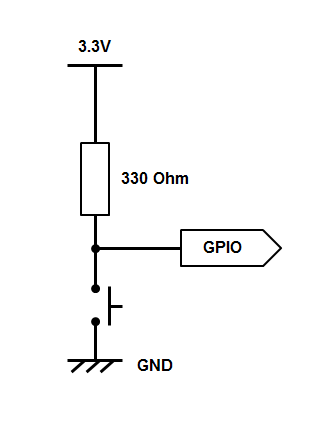 3.3V
330 Ohm
GPIO
GND